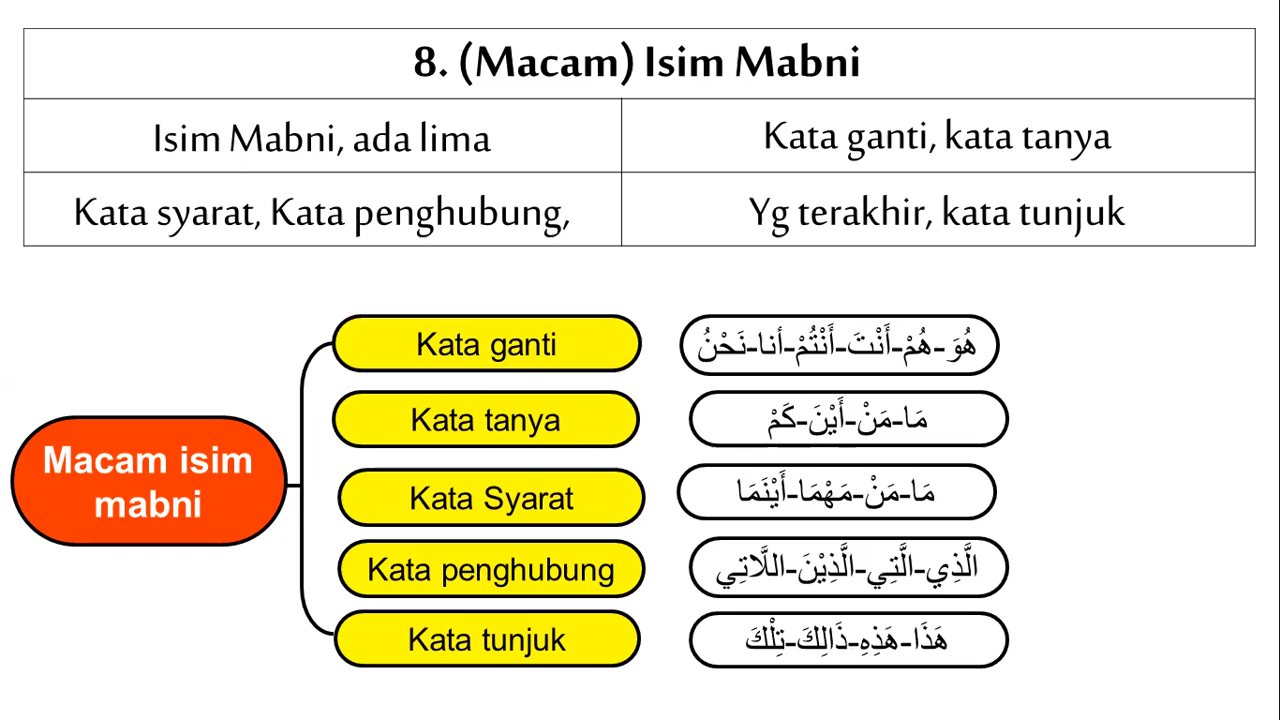 8. (Macam) Isim Mabni
Isim Mabni, ada lima
Kata ganti, kata tanya
Kata syarat, Kata penghubung,
Yg terakhir, kata tunjuk
Macam isim
mabni
Kata ganti
هُوَ-هُمْ-أَنْتَ-أَنْتُمْ-أنا-نَحْنُ
Kata tanya
مَا-مَنْ-أَيْنَ-كَمْ
Kata Syarat
مَا-مَنْ-مَهْمَا-أَيْنَمَا
Kata penghubung
الَّذِي-الَّتِي-الَّذِيْنَ-اللَّاتِي
Kata tunjuk
هَذَا-هَذِهِ-ذَالِكَ-تِلْكَ